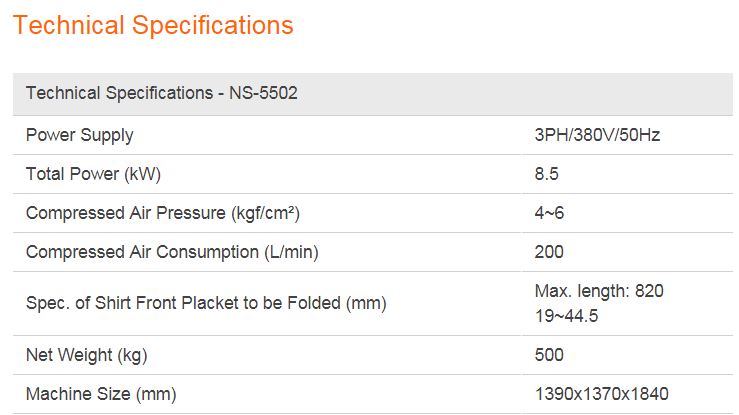 Technical Specifications
Technical Specifications - NS-5502
Power Supply 3PH/380V/50Hz
Total Power (kW) 8.5
Compressed Air Pressure (kgf/cm²) 4~6
Compressed Air Consumption (L/min) 200
Spec. of Shirt Front Placket to be Folded (mm) Max. length: 820
19~44.5
Net Weight (kg) 500
Machine Size (mm) 1390x1370x1840